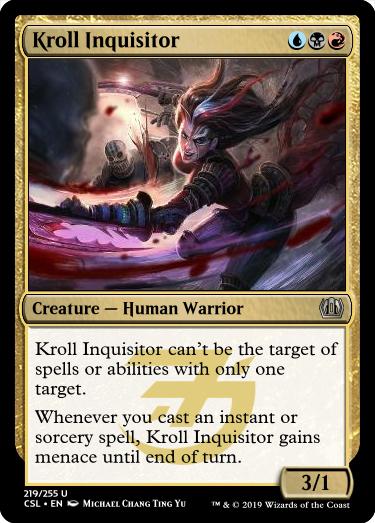 Kroll Inquisitor
Creature — Human Warrior
Kroll Inquisitor can't be the target of
spells or abilities with only one
target.
Whenever you cast an instant or
sorcery spell, Kroll Inquisitor gains
menace until end of turn.
3/1
219/255 U
CSL • EN Michael Chang Ting Yu
™ & © 2019 Wizards of the Coast